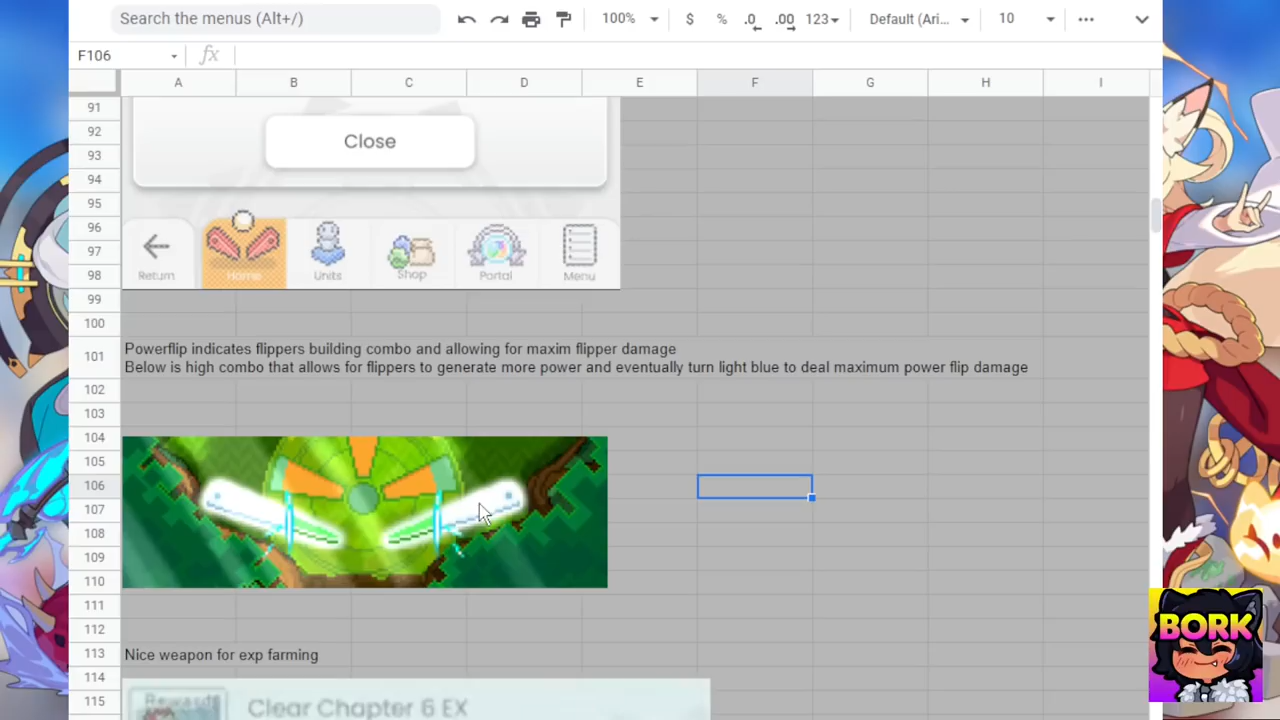 Search the menus (Alt+/)
100%
$ % .0 .00 123
Default (Ari...
10
F106
fx
A B C D E F G H I
91
92
Close
93
94
95
96
97
98
Return Home Units Shop Portal Menu
99
100
101
Powerflip indicates flippers building combo and allowing for maxim flipper damage
Below is high combo that allows for flippers to generate more power and eventually turn light blue to deal maximum power flip damage
102
103
104
105
106
107
108
109
110
111
112
113
Nice weapon for exp farming
114
115
Rewards
Clear Chapter 6 EX
BORK